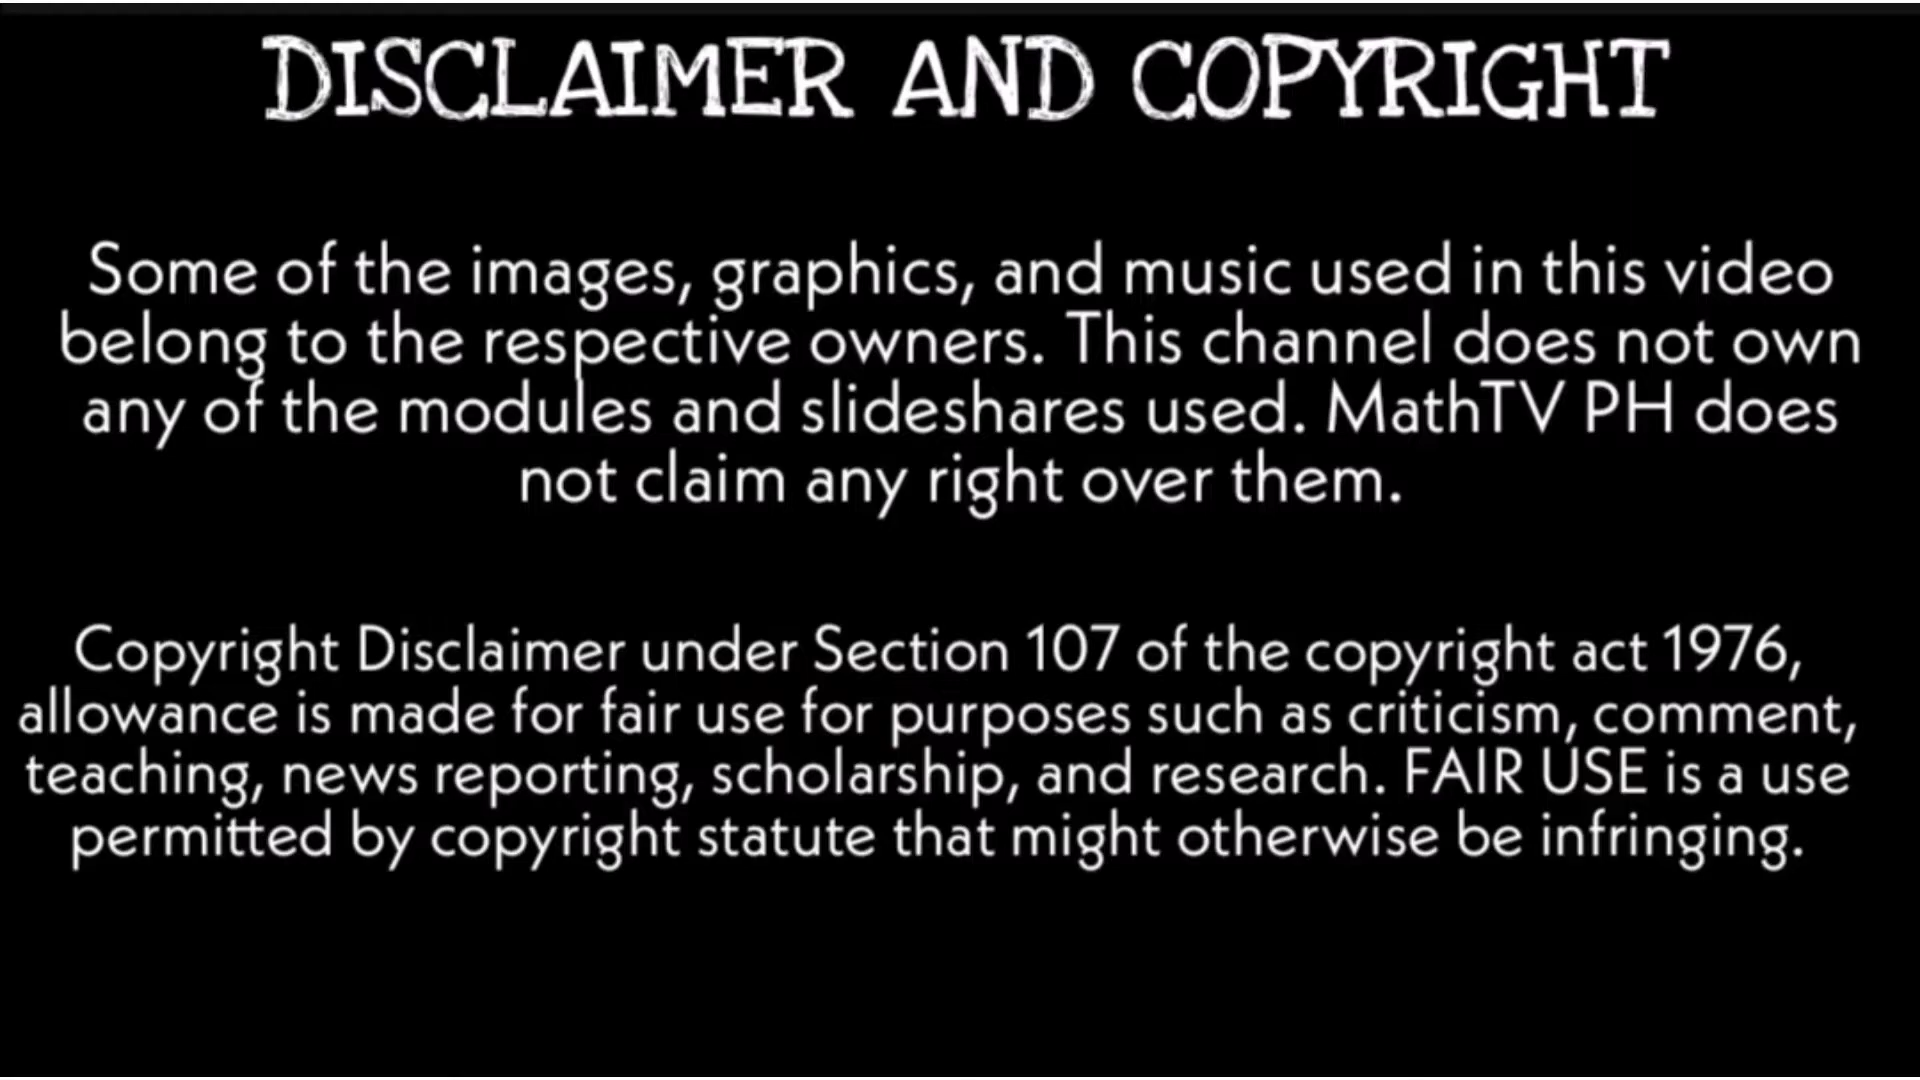 DISCLAIMER AND COPYRIGHT
Some of the images, graphics, and music used in this video
belong to the respective owners. This channel does not own
any of the modules and slideshares used. MathTV PH does
not claim any right over them.
Copyright Disclaimer under Section 107 of the copyright act 1976,
allowance is made for fair use for purposes such as criticism, comment,
teaching, news reporting, scholarship, and research. FAIR USE is a use
permitted by copyright statute that might otherwise be infringing.